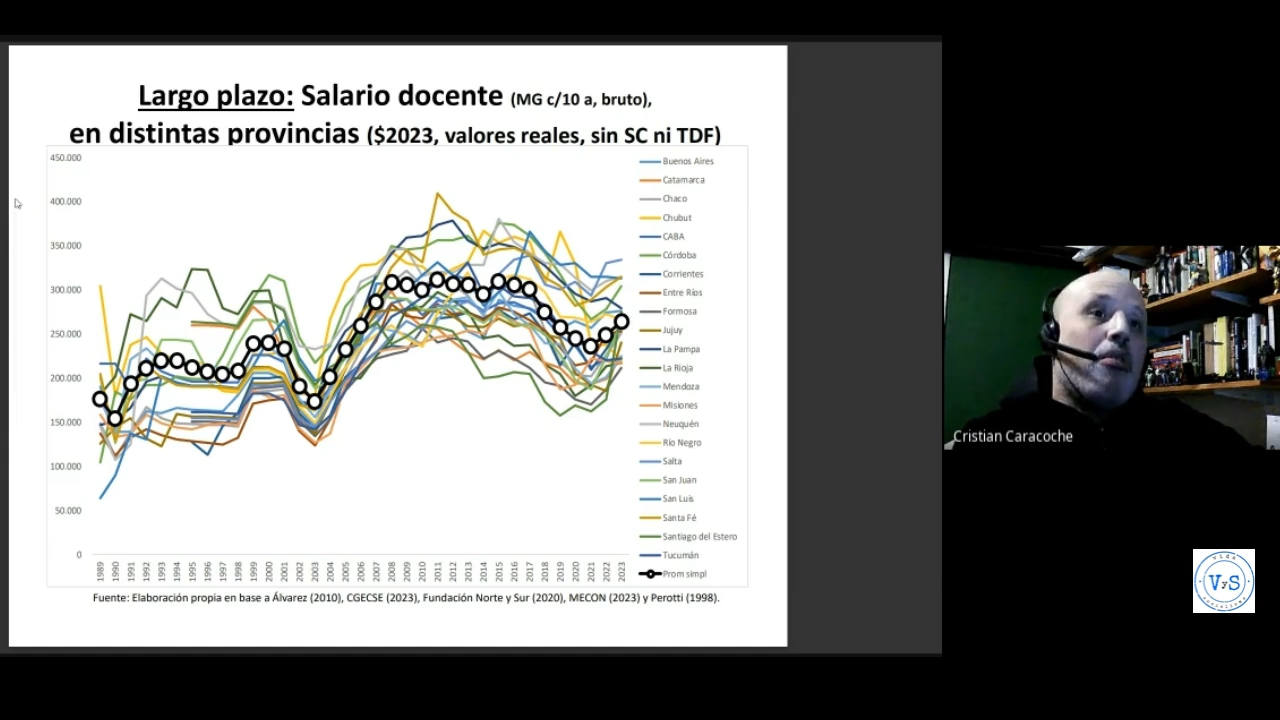 Largo plazo: Salario docente (MG c/10 a, bruto),
en distintas provincias ($2023, valores reales, sin SC ni TDF)
450.000
400.000
350.000
300.000
250.000
200.000
150.000
100.000
50.000
0
1989 1990 1991 1992 1993 1994 1995 1996 1997 1998 1999 2000 2001 2002 2003 2004 2005 2006 2007 2008 2009 2010 2011 2012 2013 2014 2015 2016 2017 2018 2019 2020 2021 2022 2023
Buenos Aires
Catamarca
Chaco
Chubut
CABA
Córdoba
Corrientes
Entre Ríos
Formosa
Jujuy
La Pampa
La Rioja
Mendoza
Misiones
Neuquén
Río Negro
Salta
San Juan
San Luis
Santa Fé
Santiago del Estero
Tucumán
Prom simpl
Fuente: Elaboración propia en base a Álvarez (2010), CGECSE (2023), Fundación Norte y Sur (2020), MECON (2023) y Perotti (1998).
Cristian Caracoche
vida
VyS
socialismo